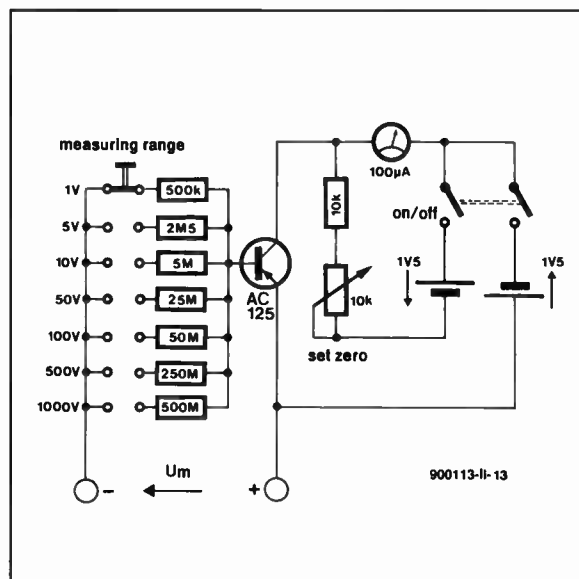 measuring range
1V
500k
5V
2M5
10V
5M
50V
25M
100V
50M
500V
250M
1000V
500M
AC
125
100µA
10k
10k
set zero
on/off
1V5
1V5
Um
-
+
900113-II-13